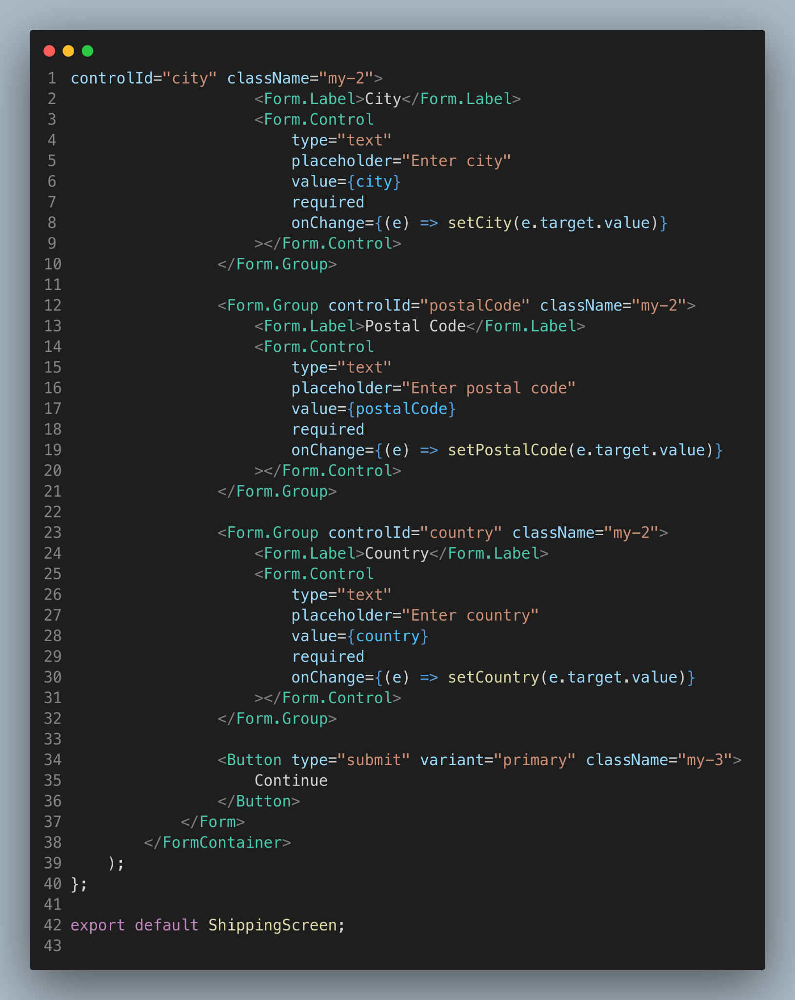 1 controlId="city" className="my-2">
2 <Form.Label>City</Form.Label>
3 <Form.Control
4 type="text"
5 placeholder="Enter city"
6 value={city}
7 required
8 onChange={(e) => setCity(e.target.value)}
9 ></Form.Control>
10 </Form.Group>
11
12 <Form.Group controlId="postalCode" className="my-2">
13 <Form.Label>Postal Code</Form.Label>
14 <Form.Control
15 type="text"
16 placeholder="Enter postal code"
17 value={postalCode}
18 required
19 onChange={(e) => setPostalCode(e.target.value)}
20 ></Form.Control>
21 </Form.Group>
22
23 <Form.Group controlId="country" className="my-2">
24 <Form.Label>Country</Form.Label>
25 <Form.Control
26 type="text"
27 placeholder="Enter country"
28 value={country}
29 required
30 onChange={(e) => setCountry(e.target.value)}
31 ></Form.Control>
32 </Form.Group>
33
34 <Button type="submit" variant="primary" className="my-3">
35 Continue
36 </Button>
37 </Form>
38 </FormContainer>
39 );
40 };
41
42 export default ShippingScreen;
43